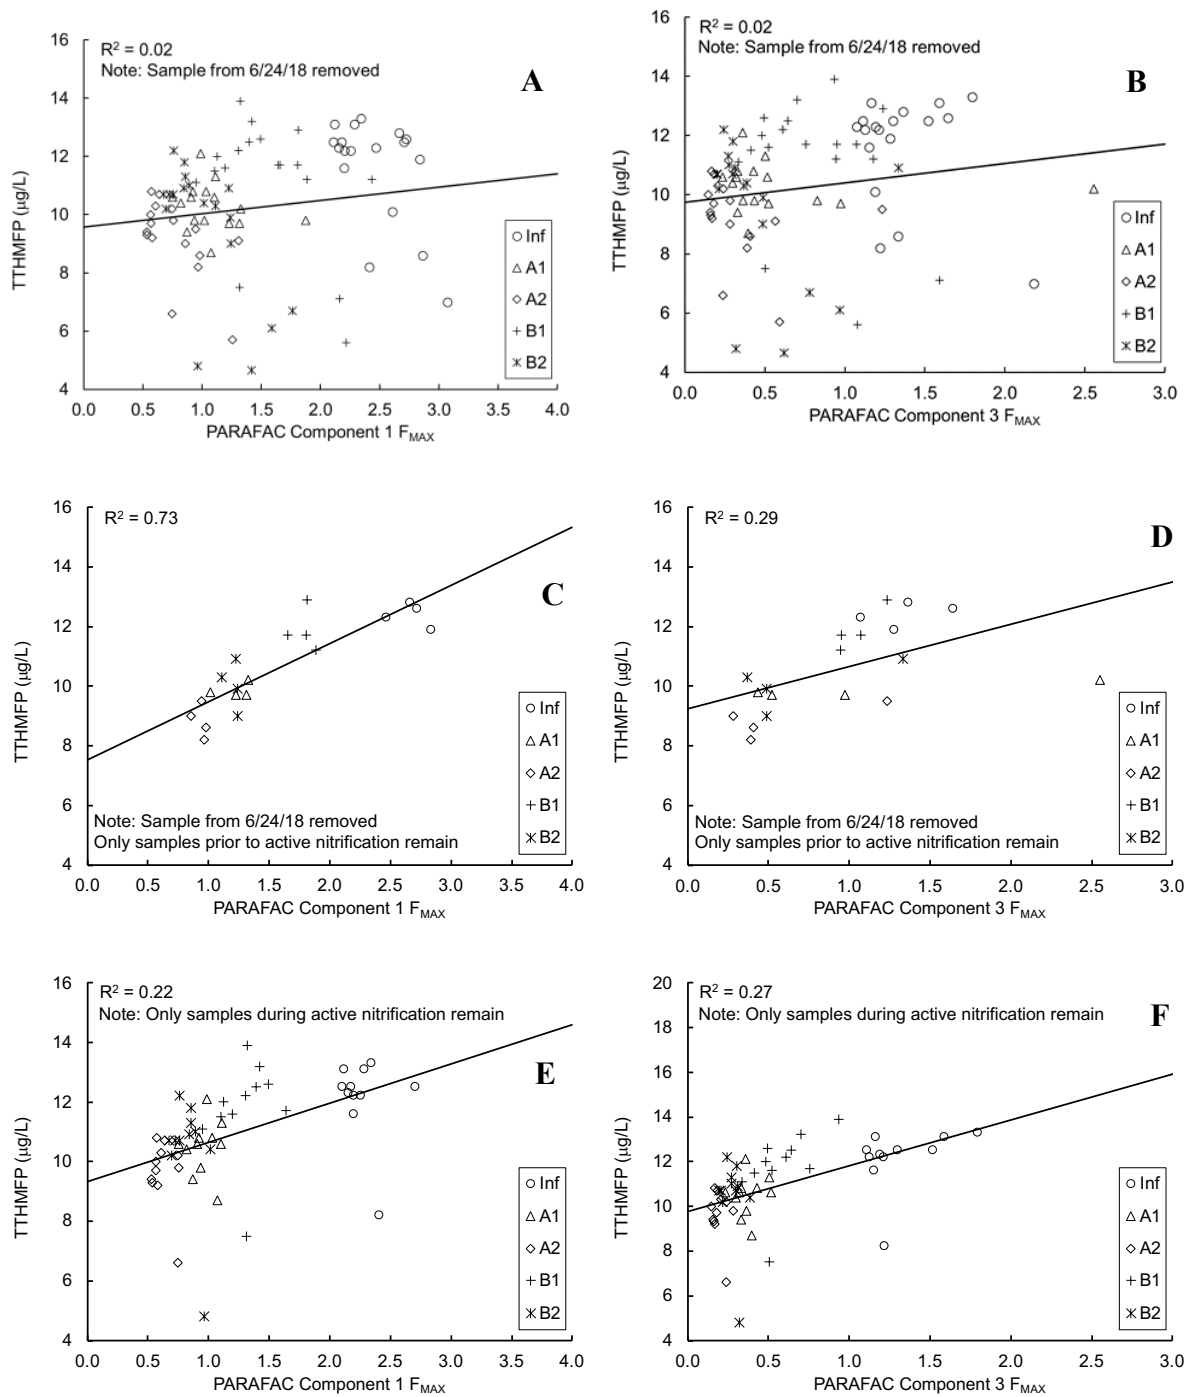 R² = 0.02
Note: Sample from 6/24/18 removed
A
TTHMFP (µg/L)
16
14
12
10
8
6
4
0.0 0.5 1.0 1.5 2.0 2.5 3.0 3.5 4.0
PARAFAC Component 1 FMAX
Inf
A1
A2
B1
B2
R² = 0.02
Note: Sample from 6/24/18 removed
B
TTHMFP (µg/L)
16
14
12
10
8
6
4
0.0 0.5 1.0 1.5 2.0 2.5 3.0
PARAFAC Component 3 FMAX
Inf
A1
A2
B1
B2
R² = 0.73
C
TTHMFP (µg/L)
16
14
12
10
8
6
4
Note: Sample from 6/24/18 removed
Only samples prior to active nitrification remain
0.0 0.5 1.0 1.5 2.0 2.5 3.0 3.5 4.0
PARAFAC Component 1 FMAX
Inf
A1
A2
B1
B2
R² = 0.29
D
TTHMFP (µg/L)
16
14
12
10
8
6
4
Note: Sample from 6/24/18 removed
Only samples prior to active nitrification remain
0.0 0.5 1.0 1.5 2.0 2.5 3.0
PARAFAC Component 3 FMAX
Inf
A1
A2
B1
B2
R² = 0.22
Note: Only samples during active nitrification remain
E
TTHMFP (µg/L)
16
14
12
10
8
6
4
0.0 0.5 1.0 1.5 2.0 2.5 3.0 3.5 4.0
PARAFAC Component 1 FMAX
Inf
A1
A2
B1
B2
R² = 0.27
Note: Only samples during active nitrification remain
F
TTHMFP (µg/L)
20
18
16
14
12
10
8
6
4
0.0 0.5 1.0 1.5 2.0 2.5 3.0
PARAFAC Component 3 FMAX
Inf
A1
A2
B1
B2